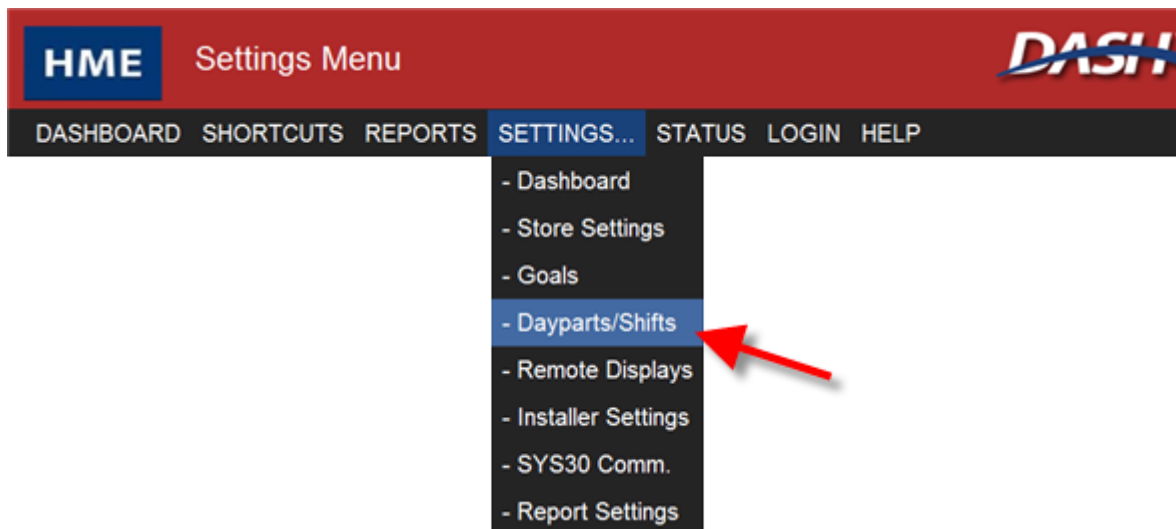 HME Settings Menu DASH
DASHBOARD SHORTCUTS REPORTS SETTINGS... STATUS LOGIN HELP
- Dashboard
- Store Settings
- Goals
- Dayparts/Shifts
- Remote Displays
- Installer Settings
- SYS30 Comm.
- Report Settings